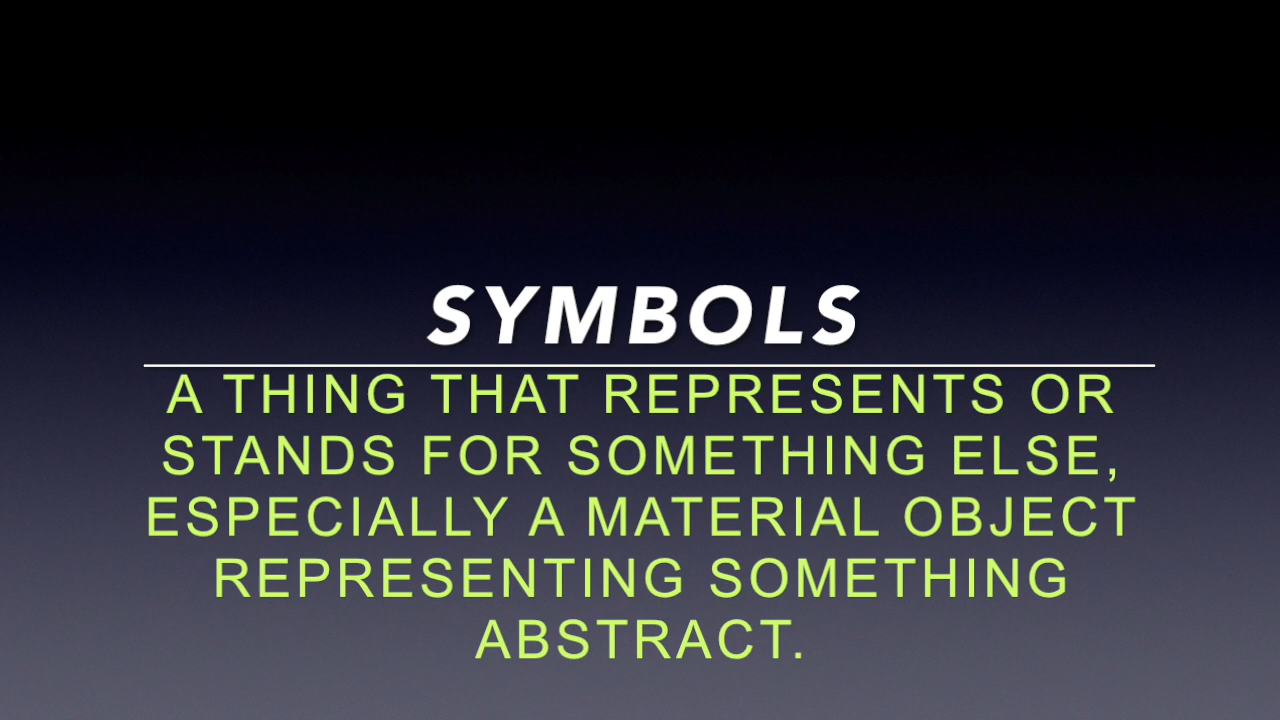 SYMBOLS
A THING THAT REPRESENTS OR
STANDS FOR SOMETHING ELSE,
ESPECIALLY A MATERIAL OBJECT
REPRESENTING SOMETHING
ABSTRACT.